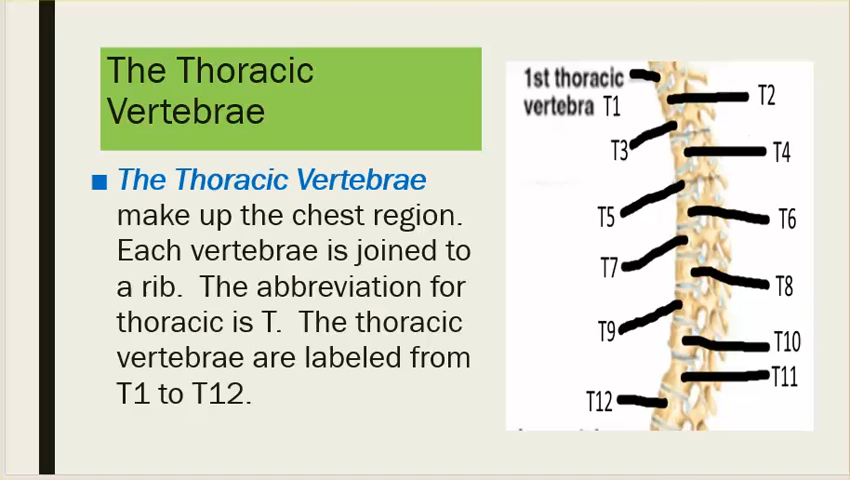 The Thoracic
Vertebrae
The Thoracic Vertebrae
make up the chest region.
Each vertebrae is joined to
a rib.  The abbreviation for
thoracic is T.  The thoracic
vertebrae are labeled from
T1 to T12.
1st thoracic
vertebra T1
T2
T3
T4
T5
T6
T7
T8
T9
T10
T11
T12